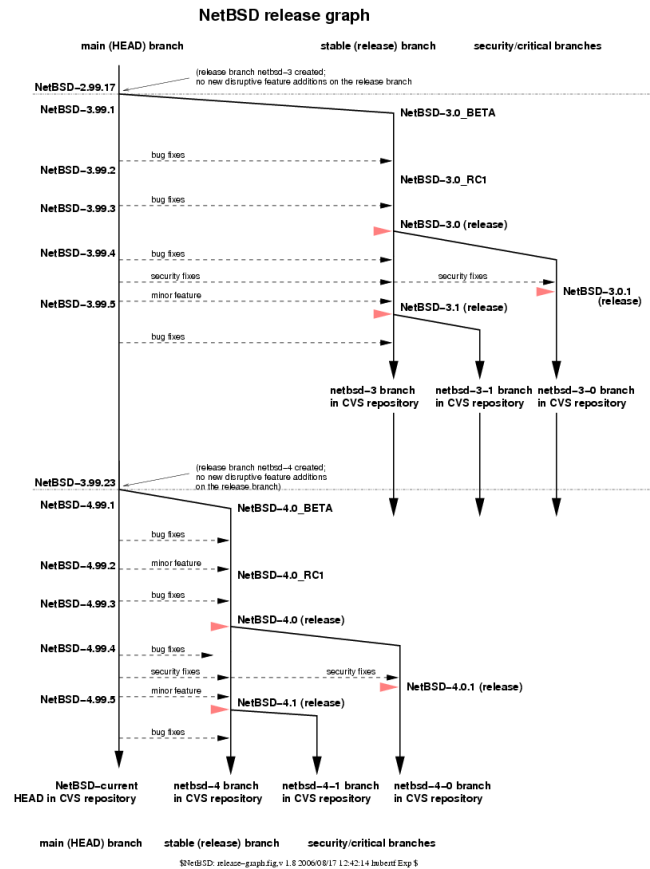 NetBSD release graph
main (HEAD) branch
stable (release) branch
security/critical branches
(release branch netbsd-3 created;
no new disruptive feature additions on the release branch
NetBSD-2.99.17
NetBSD-3.99.1
NetBSD-3.0_BETA
bug fixes
NetBSD-3.99.2
NetBSD-3.0_RC1
bug fixes
NetBSD-3.99.3
NetBSD-3.0 (release)
NetBSD-3.99.4
bug fixes
security fixes
security fixes
NetBSD-3.0.1
(release)
minor feature
NetBSD-3.99.5
NetBSD-3.1 (release)
bug fixes
netbsd-3 branch
in CVS repository
netbsd-3-1 branch
in CVS repository
netbsd-3-0 branch
in CVS repository
(release branch netbsd-4 created;
no new disruptive feature additions
on the release branch)
NetBSD-3.99.23
NetBSD-4.99.1
NetBSD-4.0_BETA
bug fixes
NetBSD-4.99.2
minor feature
NetBSD-4.0_RC1
bug fixes
NetBSD-4.99.3
NetBSD-4.0 (release)
NetBSD-4.99.4
bug fixes
security fixes
security fixes
NetBSD-4.0.1 (release)
minor feature
NetBSD-4.99.5
NetBSD-4.1 (release)
bug fixes
NetBSD-current
HEAD in CVS repository
netbsd-4 branch
in CVS repository
netbsd-4-1 branch
in CVS repository
netbsd-4-0 branch
in CVS repository
main (HEAD) branch
stable (release) branch
security/critical branches
$NetBSD: release-graph.fig,v 1.8 2006/08/17 12:42:14 hubertf Exp $